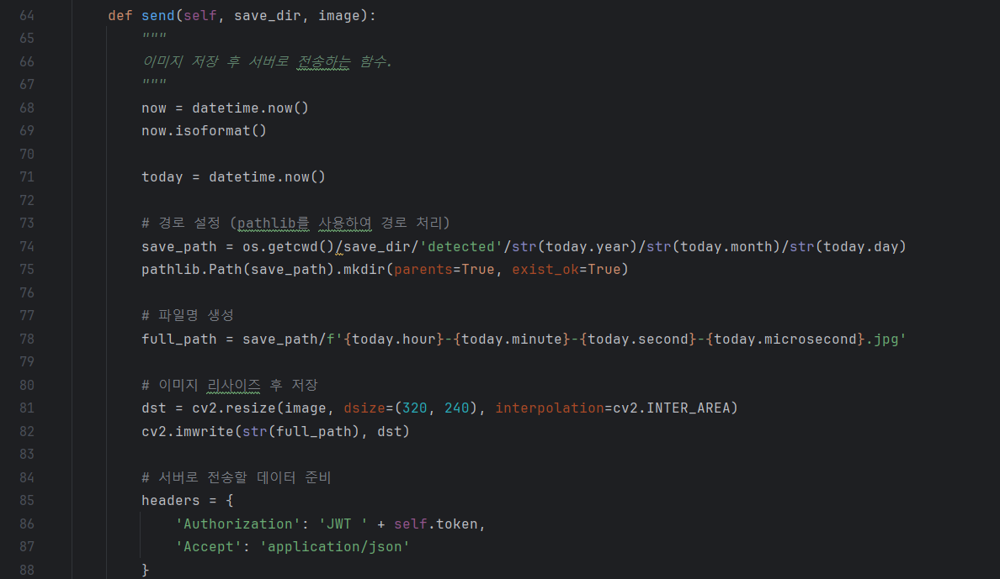 64 def send(self, save_dir, image):
65 """
66 이미지 저장 후 서버로 전송하는 함수.
67 """
68 now = datetime.now()
69 now.isoformat()
70
71 today = datetime.now()
72
73 # 경로 설정 (pathlib를 사용하여 경로 처리)
74 save_path = os.getcwd()/save_dir/'detected'/str(today.year)/str(today.month)/str(today.day)
75 pathlib.Path(save_path).mkdir(parents=True, exist_ok=True)
76
77 # 파일명 생성
78 full_path = save_path/f'{today.hour}-{today.minute}-{today.second}-{today.microsecond}.jpg'
79
80 # 이미지 리사이즈 후 저장
81 dst = cv2.resize(image, dsize=(320, 240), interpolation=cv2.INTER_AREA)
82 cv2.imwrite(str(full_path), dst)
83
84 # 서버로 전송할 데이터 준비
85 headers = {
86 'Authorization': 'JWT ' + self.token,
87 'Accept': 'application/json'
88 }